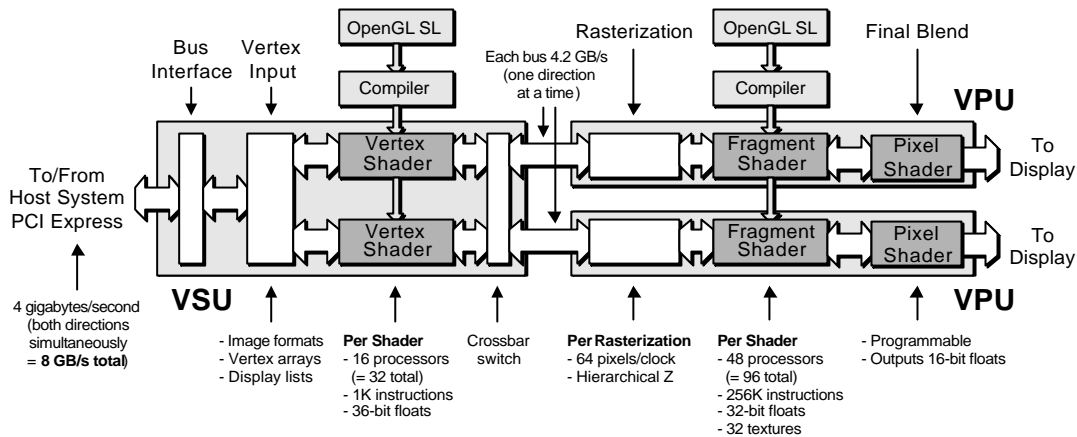 OpenGL SL
OpenGL SL
Bus
Interface
Vertex
Input
Each bus 4.2 GB/s
(one direction
at a time)
Rasterization
Final Blend
Compiler
Compiler
VPU
Vertex
Shader
Fragment
Shader
Pixel
Shader
To
Display
To/From
Host System
PCI Express
Vertex
Shader
Fragment
Shader
Pixel
Shader
To
Display
VSU
VPU
4 gigabytes/second
(both directions
simultaneously
= 8 GB/s total)
- Image formats
- Vertex arrays
- Display lists
Per Shader
- 16 processors
(= 32 total)
- 1K instructions
- 36-bit floats
Crossbar
switch
Per Rasterization
- 64 pixels/clock
- Hierarchical Z
Per Shader
- 48 processors
(= 96 total)
- 256K instructions
- 32-bit floats
- 32 textures
- Programmable
- Outputs 16-bit floats